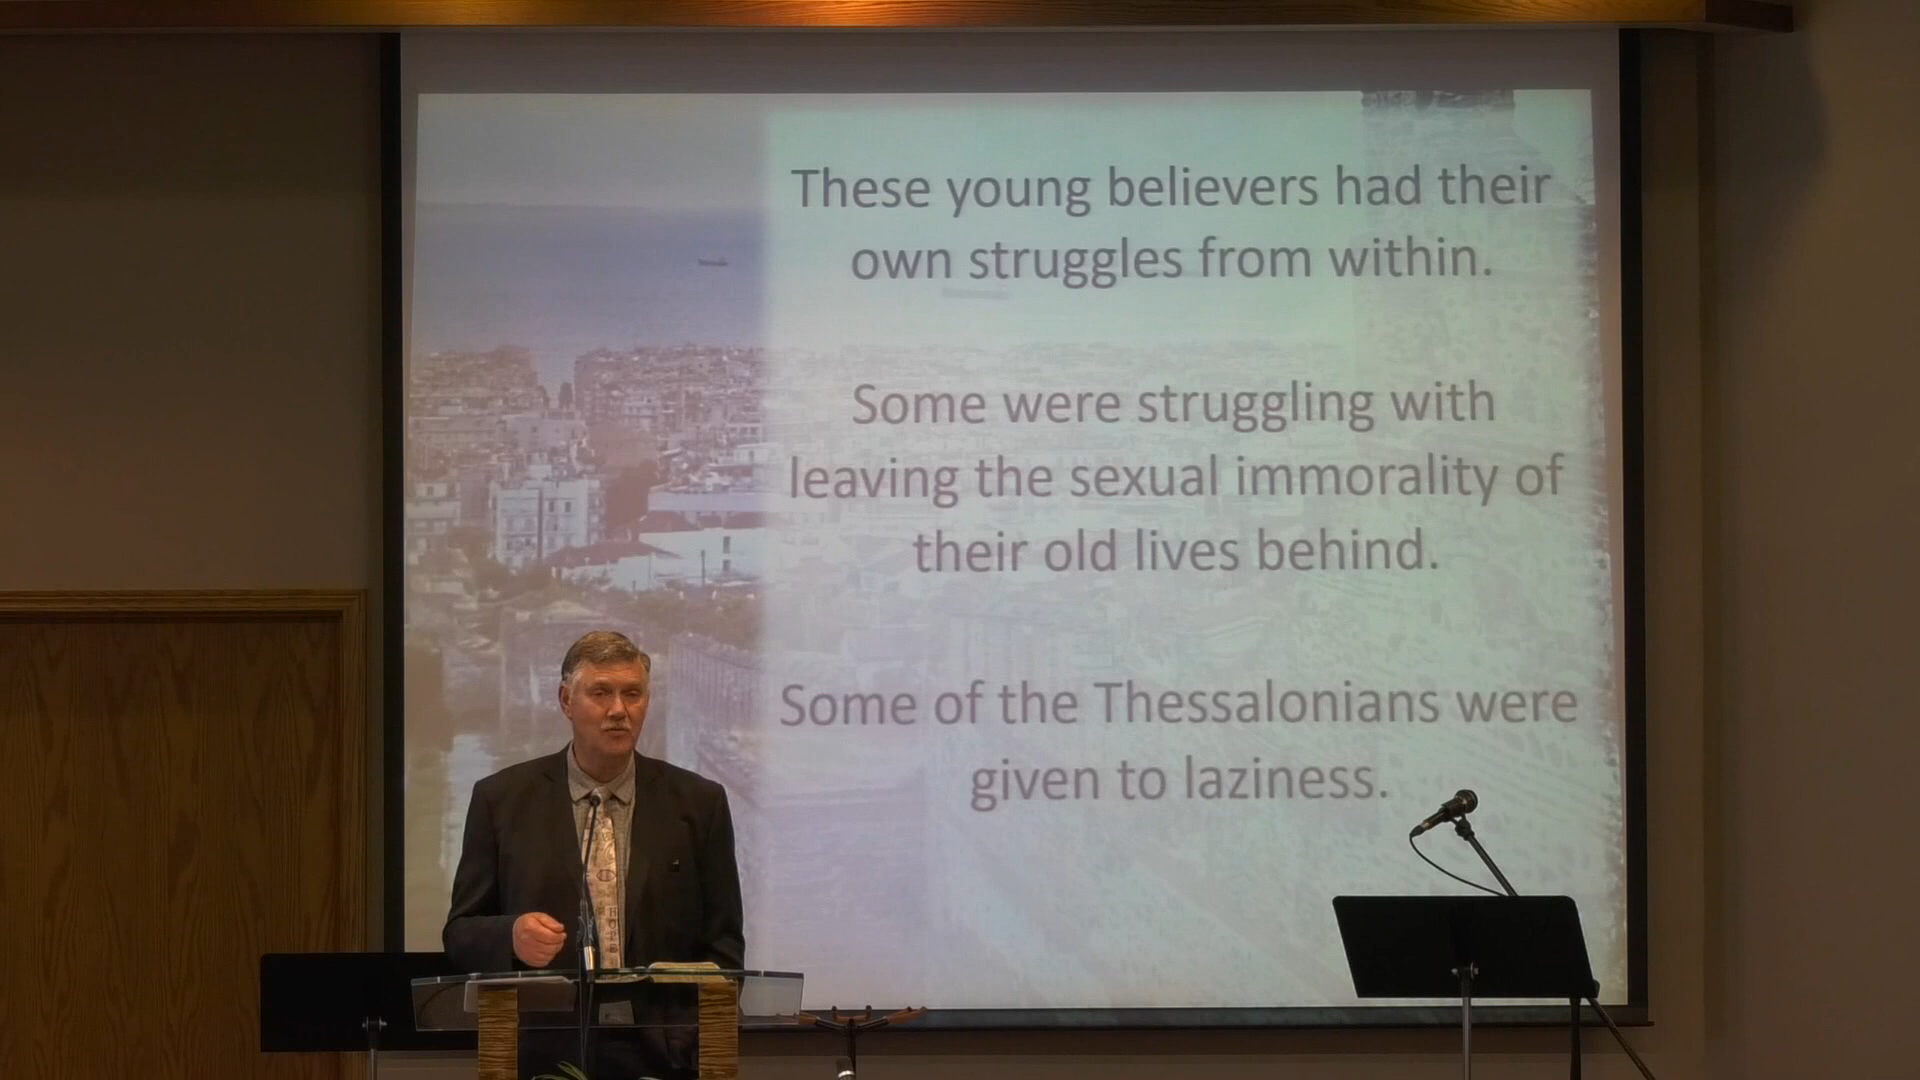 These young believers had their
own struggles from within.
Some were struggling with
leaving the sexual immorality of
their old lives behind.
Some of the Thessalonians were
given to laziness.
HOPE